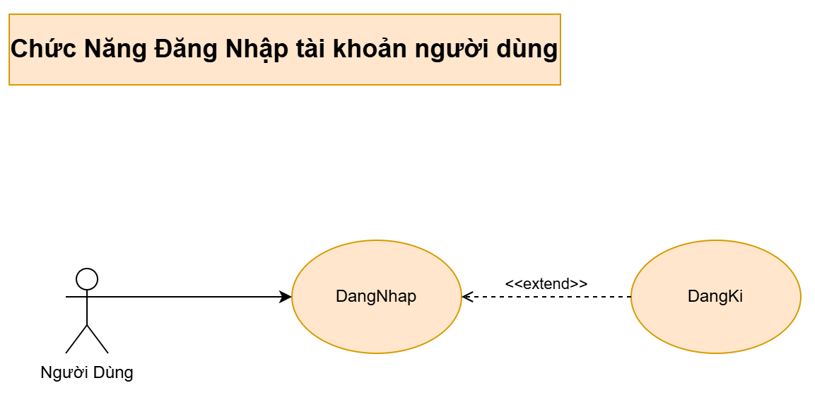 Chức Năng Đăng Nhập tài khoản người dùng
<<extend>>
DangNhap
DangKi
Người Dùng